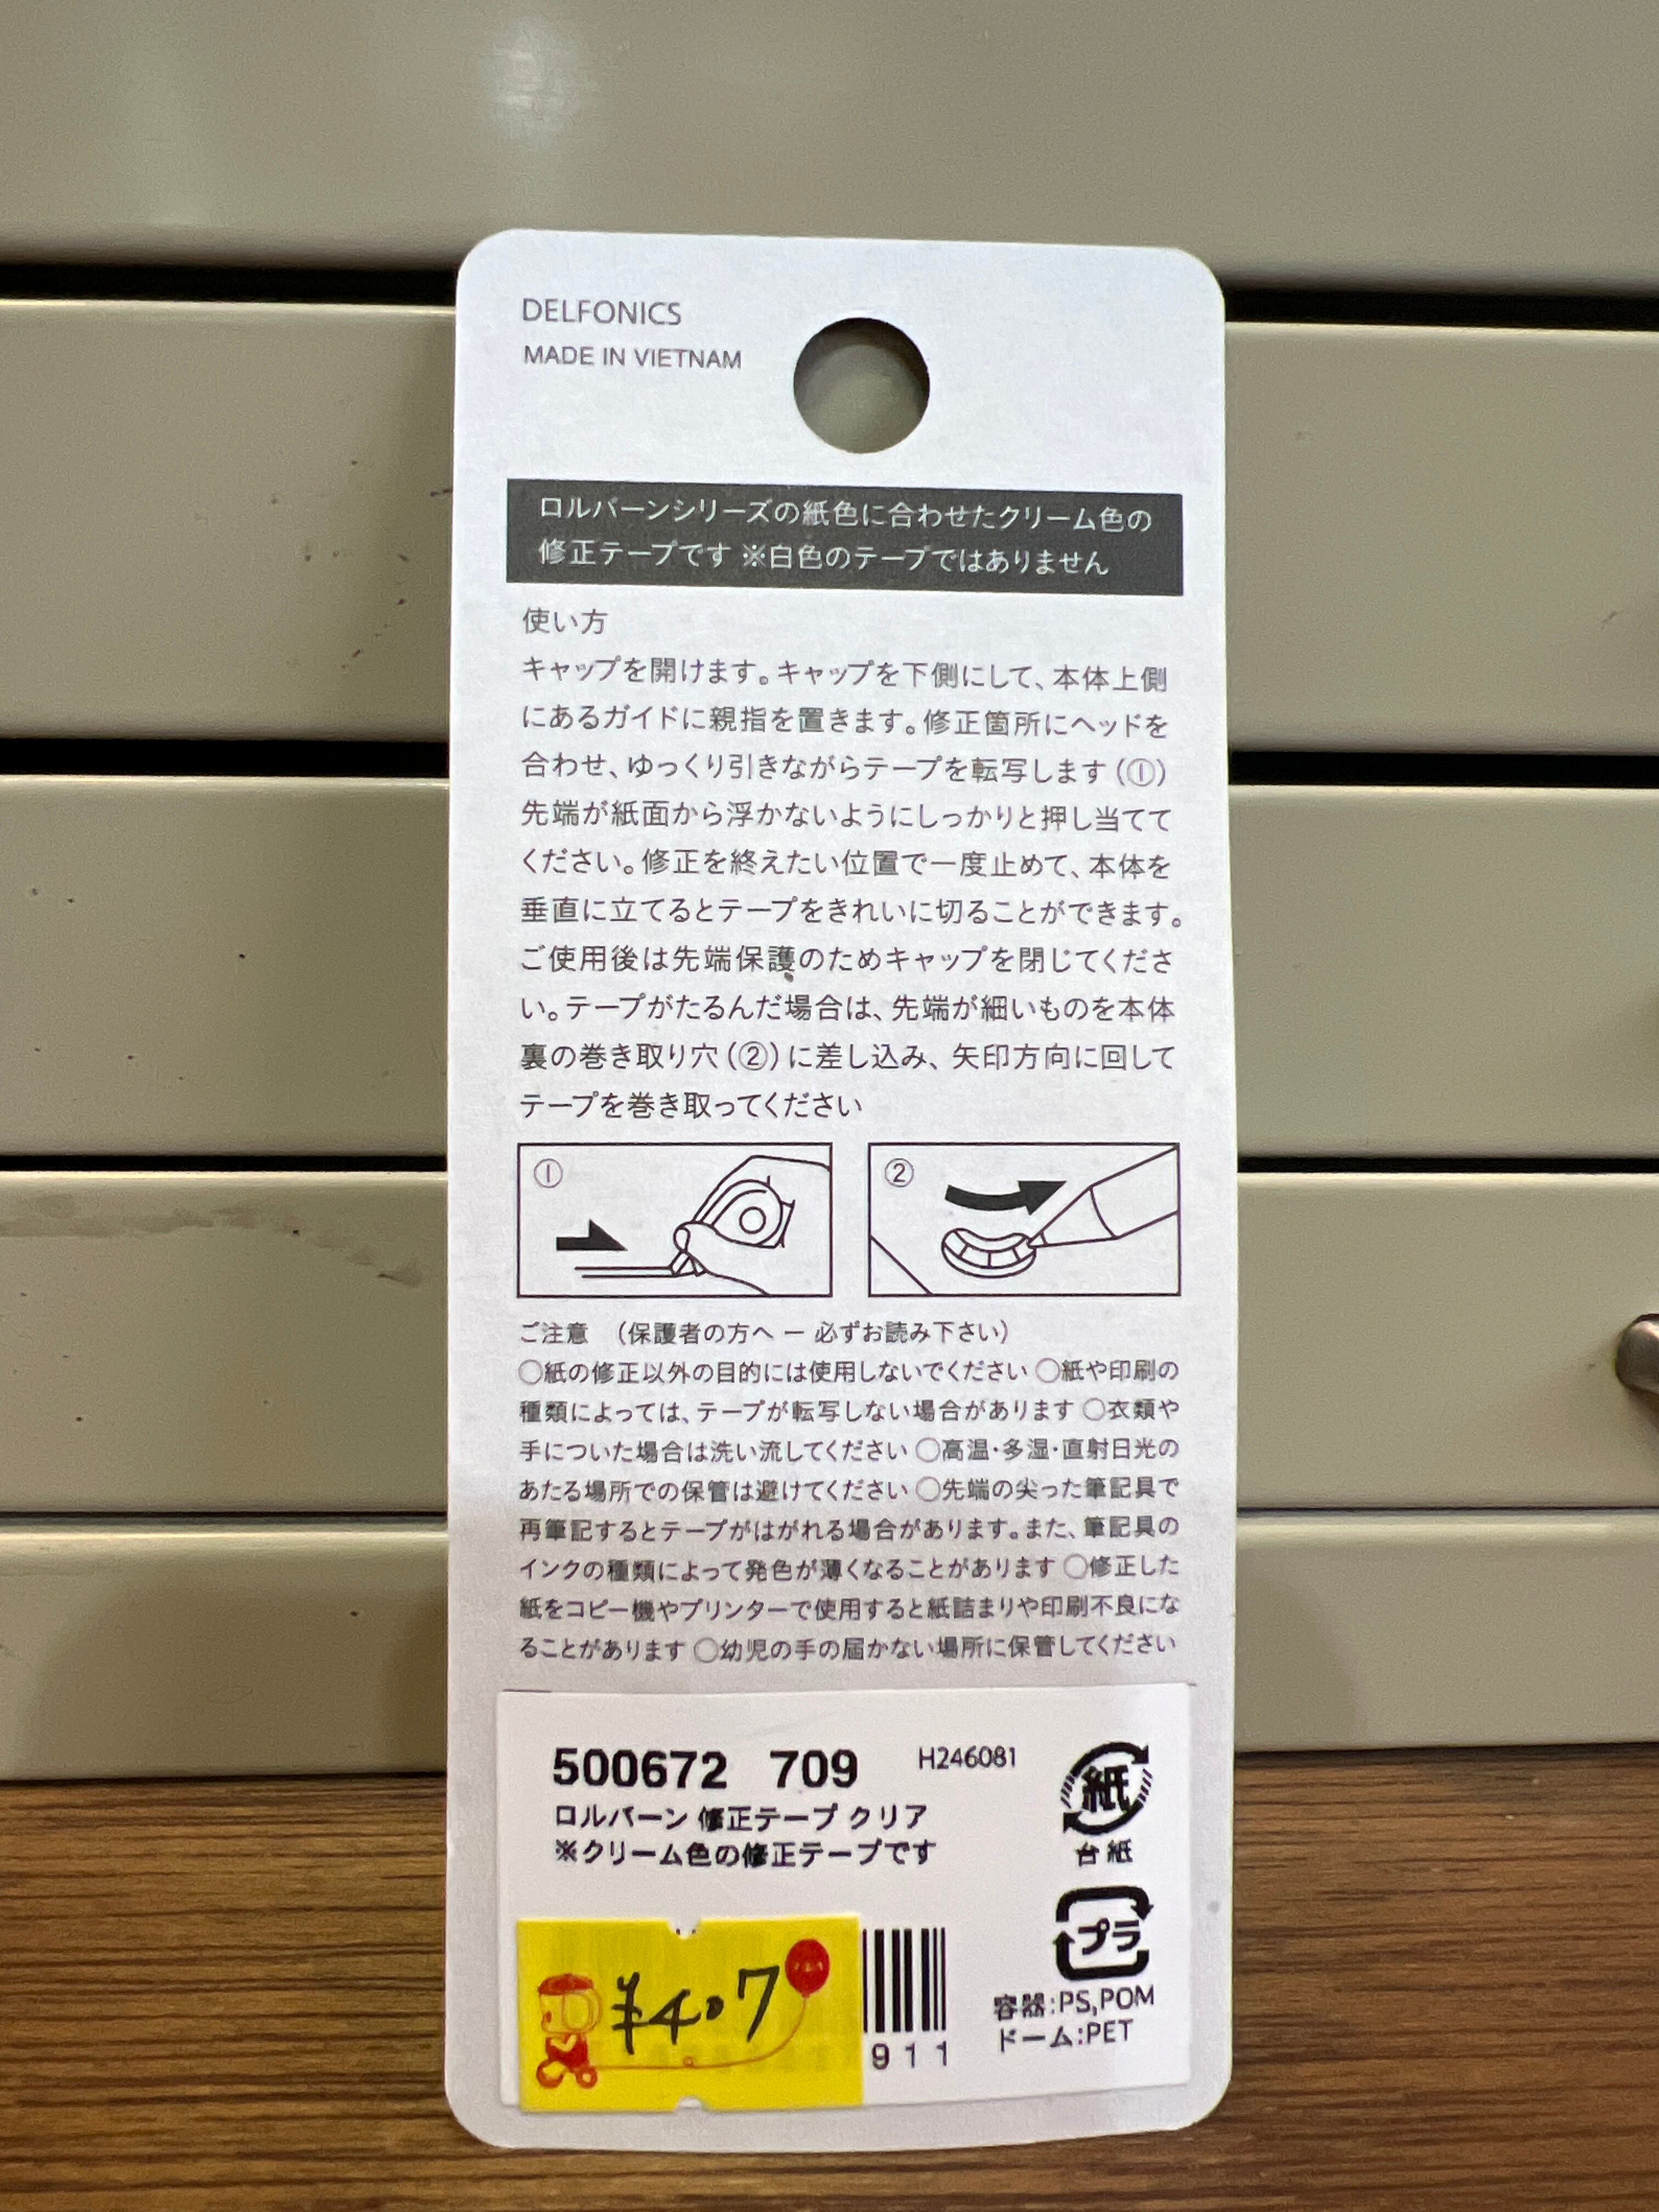 DELFONICS
MADE IN VIETNAM
ロルバーンシリーズの紙色に合わせたクリーム色の
修正テープです ※白色のテープではありません
使い方
キャップを開けます。キャップを下側にして、本体上側
にあるガイドに親指を置きます。修正箇所にヘッドを
合わせ、ゆっくり引きながらテープを転写します(①)
先端が紙面から浮かないようにしっかりと押し当てて
ください。修正を終えたい位置で一度止めて、本体を
垂直に立てるとテープをきれいに切ることができます。
ご使用後は先端保護のためキャップを閉じてくださ
い。テープがたるんだ場合は、先端が細いものを本体
裏の巻き取り穴(②)に差し込み、矢印方向に回して
テープを巻き取ってください
① ②
ご注意 (保護者の方へ ー 必ずお読み下さい)
○紙の修正以外の目的には使用しないでください ○紙や印刷の
種類によっては、テープが転写しない場合があります ○衣類や
手についた場合は洗い流してください ○高温・多湿・直射日光の
あたる場所での保管は避けてください ○先端の尖った筆記具で
再筆記するとテープがはがれる場合があります。また、筆記具の
インクの種類によって発色が薄くなることがあります ○修正した
紙をコピー機やプリンターで使用すると紙詰まりや印刷不良にな
ることがあります ○幼児の手の届かない場所に保管してください
500672 709 H246081
ロルバーン 修正テープ クリア
※クリーム色の修正テープです
紙
台紙
プラ
容器:PS,POM
ドーム:PET
¥407
911